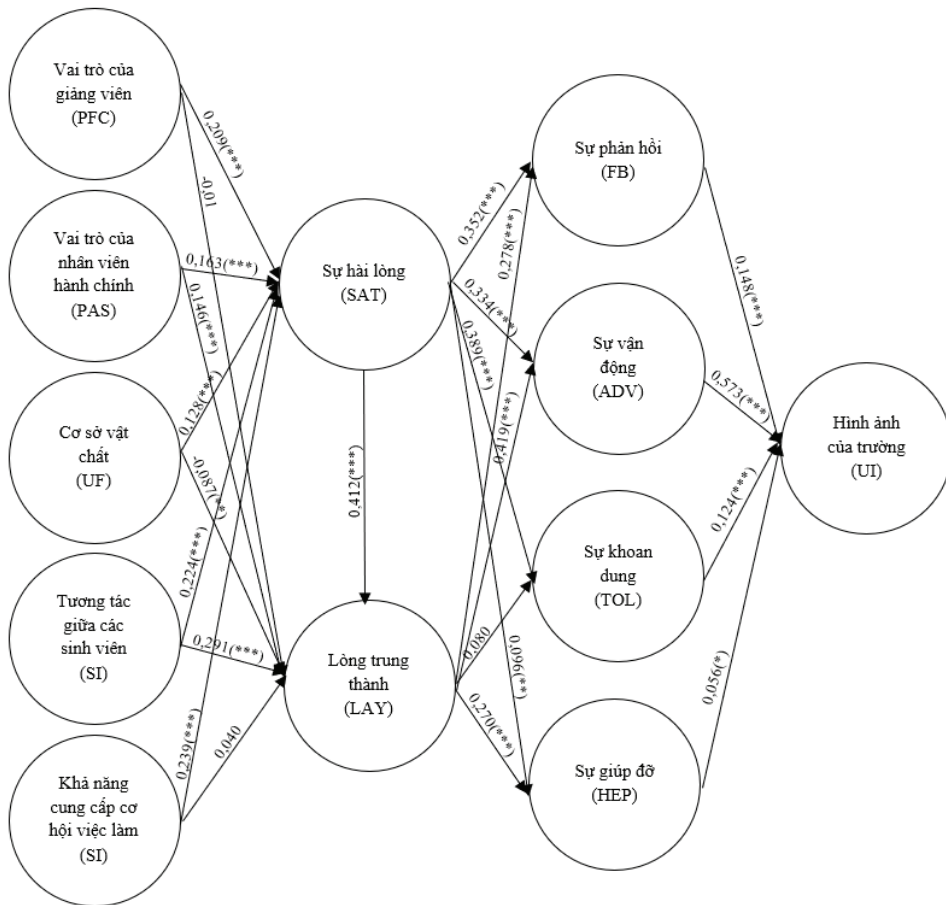 Vai trò của
giảng viên
(PFC)
Vai trò của
nhân viên
hành chính
(PAS)
Cơ sở vật
chất
(UF)
Tương tác
giữa các
sinh viên
(SI)
Khả năng
cung cấp cơ
hội việc làm
(SI)
0,209(***)
-0,01
0,163(***)
0,146(***)
0,128(***)
-0,087(**)
0,224(***)
0,291(***)
0,239(***)
0,040
Sự hài lòng
(SAT)
0,412(***)
Lòng trung
thành
(LAY)
0,352(***)
0,278(***)
0,334(***)
0,389(***)
0,419(***)
0,080
0,096(**)
0,270(***)
Sự phản hồi
(FB)
Sự vận
động
(ADV)
Sự khoan
dung
(TOL)
Sự giúp đỡ
(HEP)
0,148(***)
0,573(***)
0,124(***)
0,056(*)
Hình ảnh
của trường
(UI)